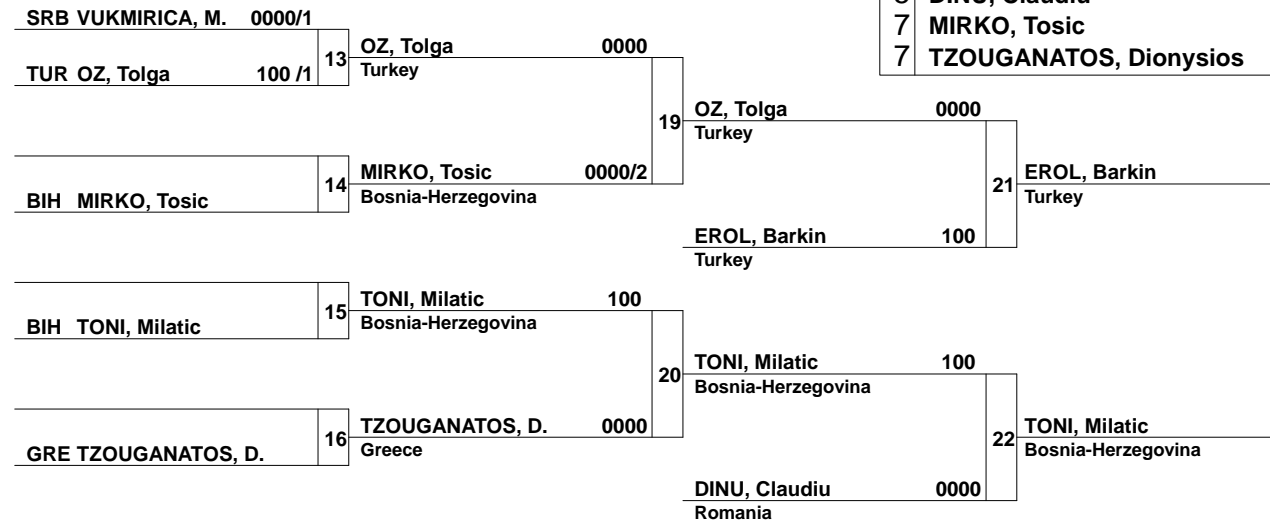 5 DINU, Claudiu
7 MIRKO, Tosic
7 TZOUGANATOS, Dionysios
SRB VUKMIRICA, M. 0000/1
TUR OZ, Tolga 100 /1
13
OZ, Tolga 0000
Turkey
BIH MIRKO, Tosic
14
MIRKO, Tosic 0000/2
Bosnia-Herzegovina
19
OZ, Tolga 0000
Turkey
EROL, Barkin 100
Turkey
21
EROL, Barkin
Turkey
BIH TONI, Milatic
15
TONI, Milatic 100
Bosnia-Herzegovina
GRE TZOUGANATOS, D.
16
TZOUGANATOS, D. 0000
Greece
20
TONI, Milatic 100
Bosnia-Herzegovina
DINU, Claudiu 0000
Romania
22
TONI, Milatic
Bosnia-Herzegovina